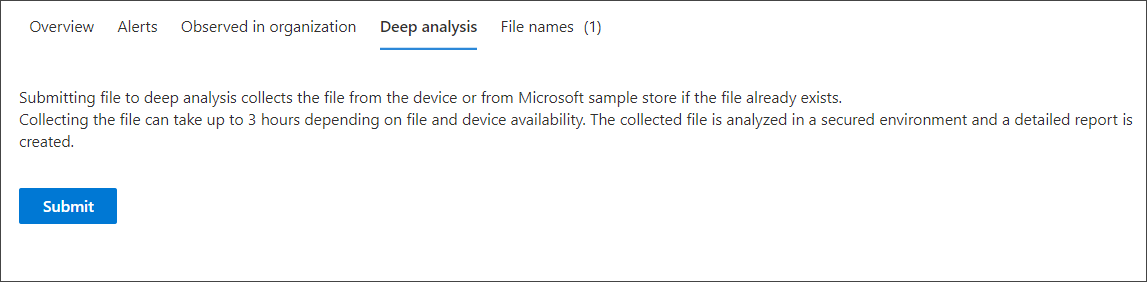 Overview Alerts Observed in organization Deep analysis File names (1)
Submitting file to deep analysis collects the file from the device or from Microsoft sample store if the file already exists.
Collecting the file can take up to 3 hours depending on file and device availability. The collected file is analyzed in a secured environment and a detailed report is
created.
Submit